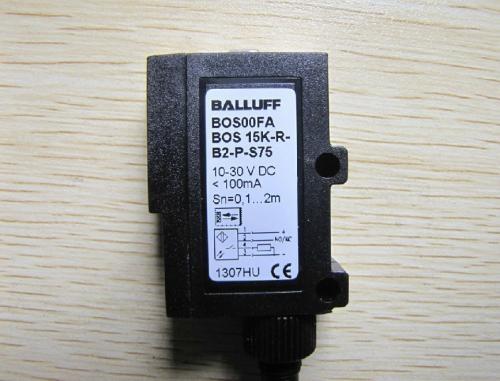 BALLUFF
BOS00FA
BOS 15K-R-
B2-P-S75
10-30 V DC
< 100mA
Sn=0,1...2m
NO/NC
1307HU CE